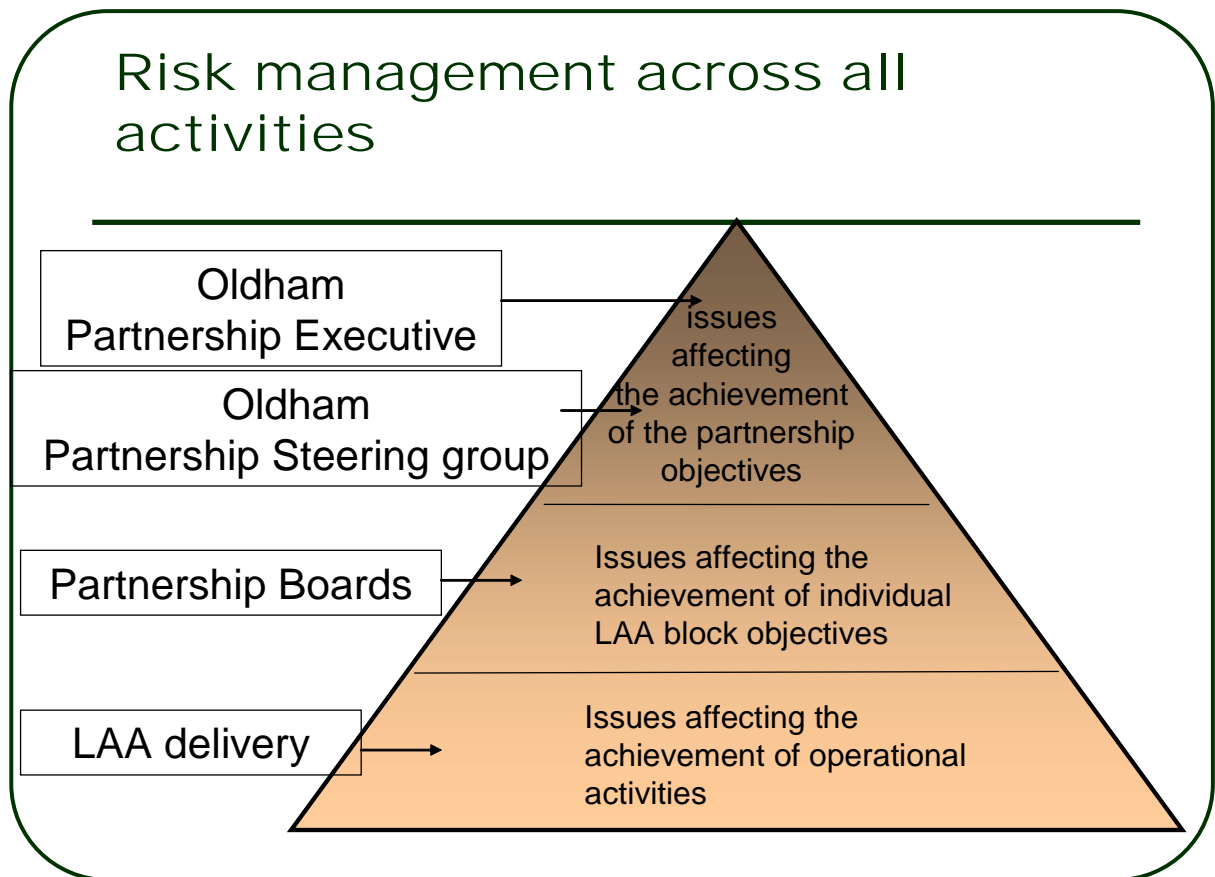 Risk management across all
activities
Oldham
Partnership Executive
issues
affecting
the achievement
of the partnership
objectives
Oldham
Partnership Steering group
Partnership Boards
Issues affecting the
achievement of individual
LAA block objectives
LAA delivery
Issues affecting the
achievement of operational
activities